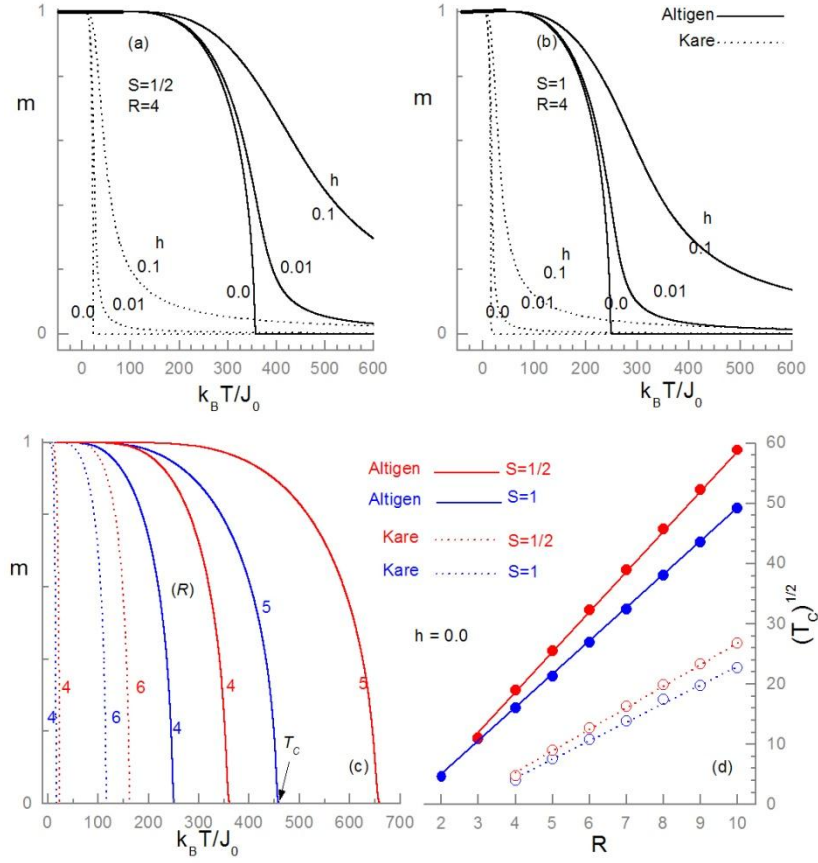 1
m
0
(a)
S=1/2
R=4
h
0.1
0.0
0.01
0.0
0.01
0.1
0 100 200 300 400 500 600
k_B T/J_0
1
m
0
(b)
S=1
R=4
h
0.1
0.0
0.01
0.0
0.01
0.1
0 100 200 300 400 500 600
k_B T/J_0
Altigen
Kare
1
m
0
(R)
4
4
6
6
4
4
5
5
T_C
(c)
0 100 200 300 400 500 600 700
k_B T/J_0
Altigen S=1/2
Altigen S=1
Kare S=1/2
Kare S=1
h = 0.0
(d)
60
50
40
30
20
10
0
(T_C)^1/2
2 3 4 5 6 7 8 9 10
R